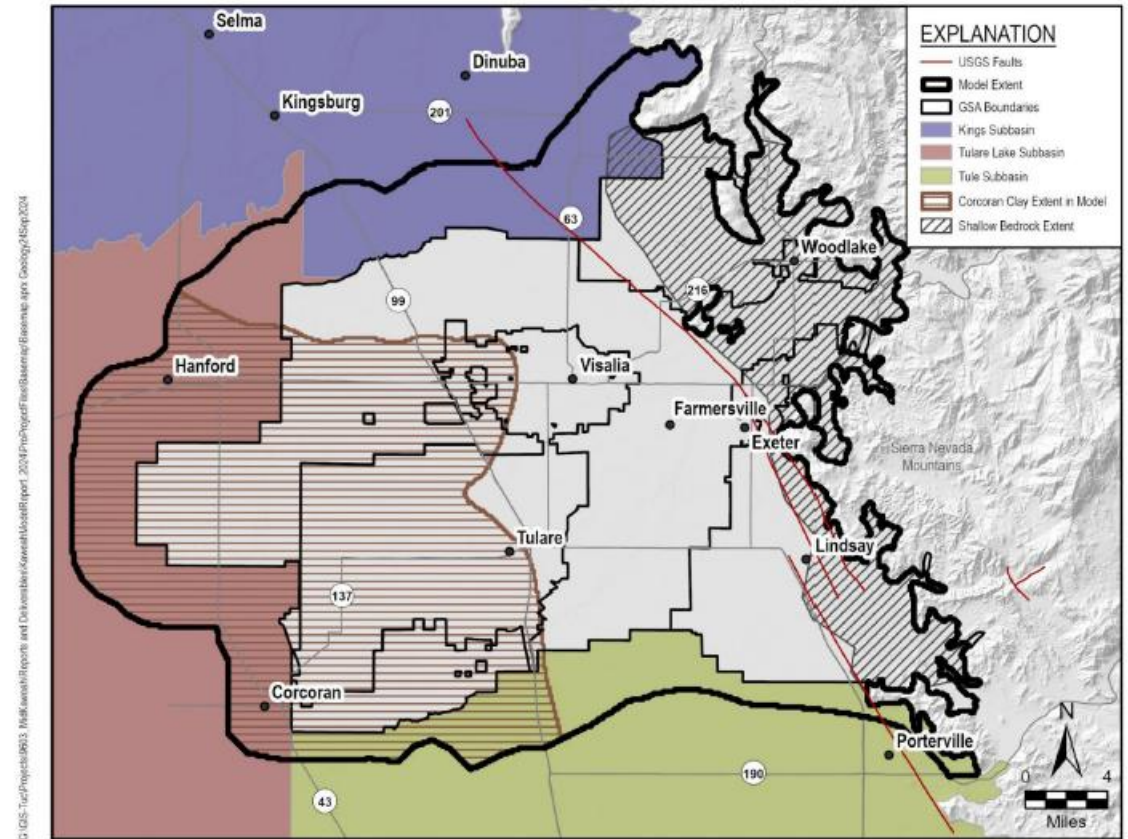 Selma
Dinuba
Kingsburg
201
63
Woodlake
216
99
Hanford
Visalia
Farmersville
Exeter
Sierra Nevada
Mountains
Tulare
Lindsay
137
Corcoran
Porterville
190
43
EXPLANATION
USGS Faults
Model Extent
GSA Boundaries
Kings Subbasin
Tulare Lake Subbasin
Tule Subbasin
Corcoran Clay Extent in Model
Shallow Bedrock Extent
N
0 4
Miles